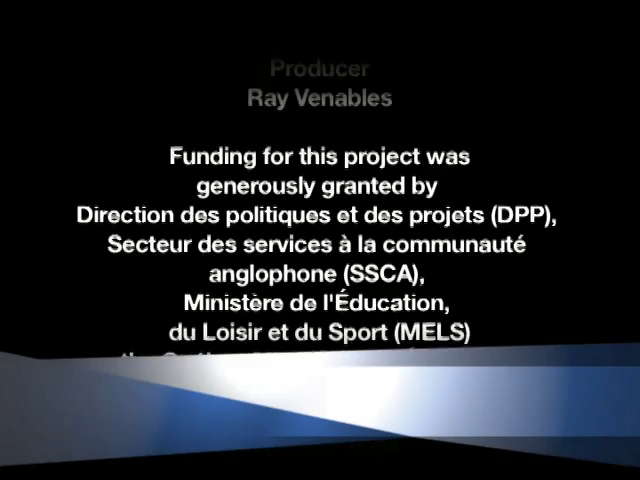 Producer
Ray Venables
Funding for this project was
generously granted by
Direction des politiques et des projets (DPP),
Secteur des services à la communauté
anglophone (SSCA),
Ministère de l'Éducation,
du Loisir et du Sport (MELS)